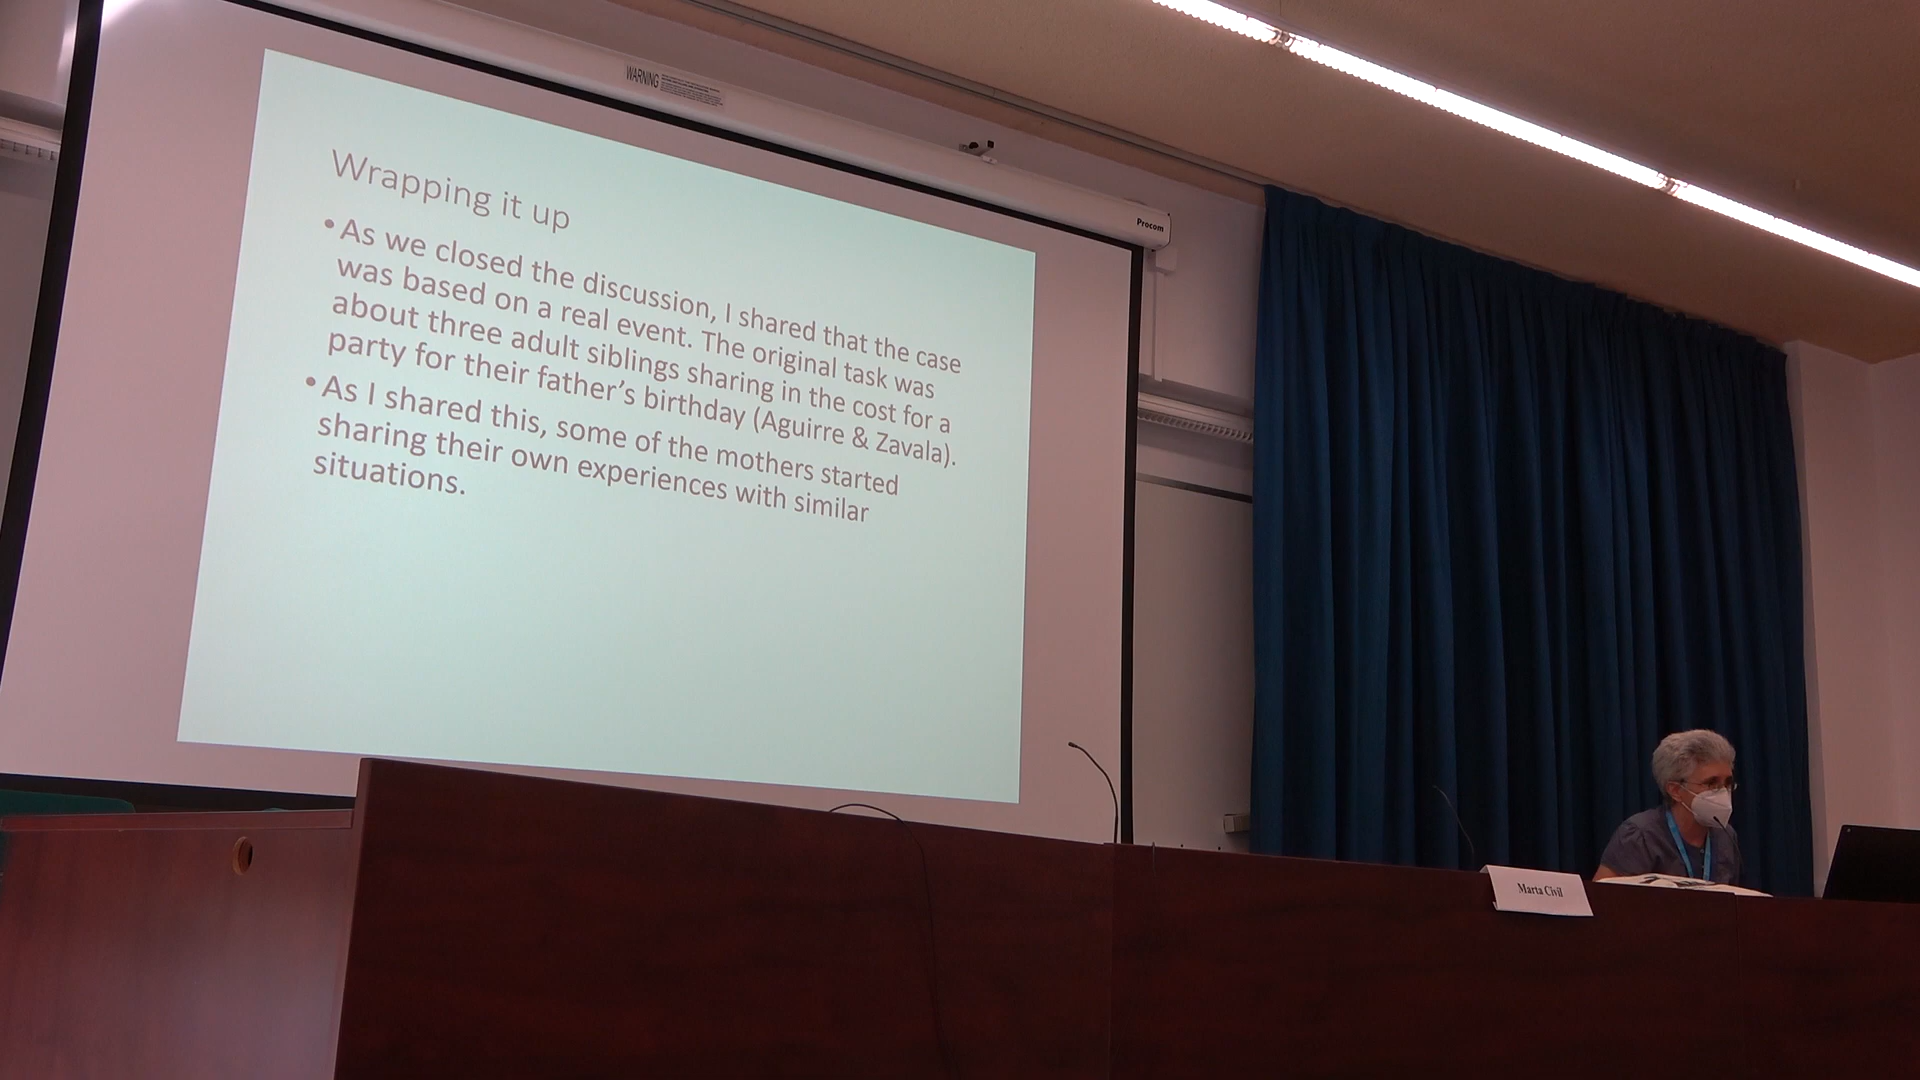 WARNING
Procom
Wrapping it up
• As we closed the discussion, I shared that the case
was based on a real event. The original task was
about three adult siblings sharing in the cost for a
party for their father's birthday (Aguirre & Zavala).
• As I shared this, some of the mothers started
sharing their own experiences with similar
situations.
Marta Civil